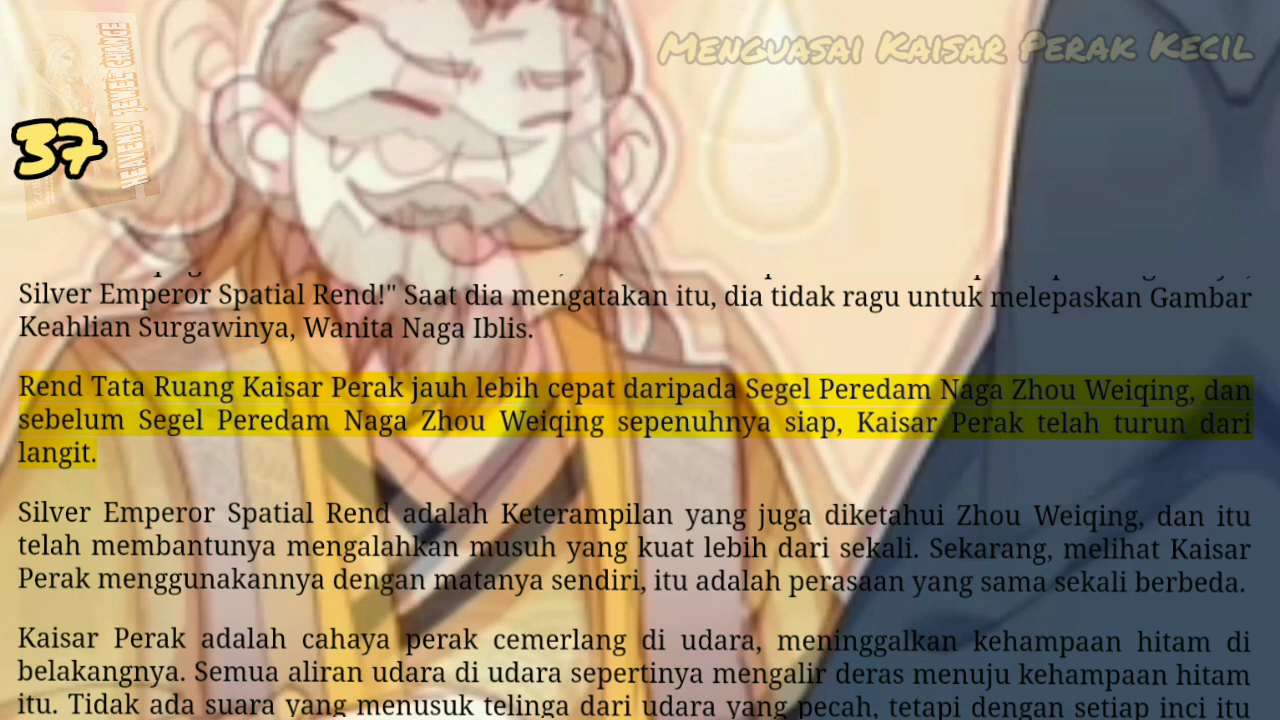 Menguasai Kaisar Perak Kecil
HEAVENLY JEWEL CHANGE
37
Silver Emperor Spatial Rend!" Saat dia mengatakan itu, dia tidak ragu untuk melepaskan Gambar
Keahlian Surgawinya, Wanita Naga Iblis.
Rend Tata Ruang Kaisar Perak jauh lebih cepat daripada Segel Peredam Naga Zhou Weiqing, dan
sebelum Segel Peredam Naga Zhou Weiqing sepenuhnya siap, Kaisar Perak telah turun dari
langit.
Silver Emperor Spatial Rend adalah Keterampilan yang juga diketahui Zhou Weiqing, dan itu
telah membantunya mengalahkan musuh yang kuat lebih dari sekali. Sekarang, melihat Kaisar
Perak menggunakannya dengan matanya sendiri, itu adalah perasaan yang sama sekali berbeda.
Kaisar Perak adalah cahaya perak cemerlang di udara, meninggalkan kehampaan hitam di
belakangnya. Semua aliran udara di udara sepertinya mengalir deras menuju kehampaan hitam
itu. Tidak ada suara yang menusuk telinga dari udara yang pecah, tetapi dengan setiap inci itu